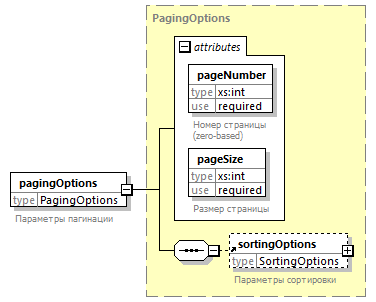 PagingOptions
attributes
pageNumber
type xs:int
use required
Номер страницы
(zero-based)
pageSize
type xs:int
use required
Размер страницы
pagingOptions
type PagingOptions
Параметры пагинации
sortingOptions
type SortingOptions
Параметры сортировки